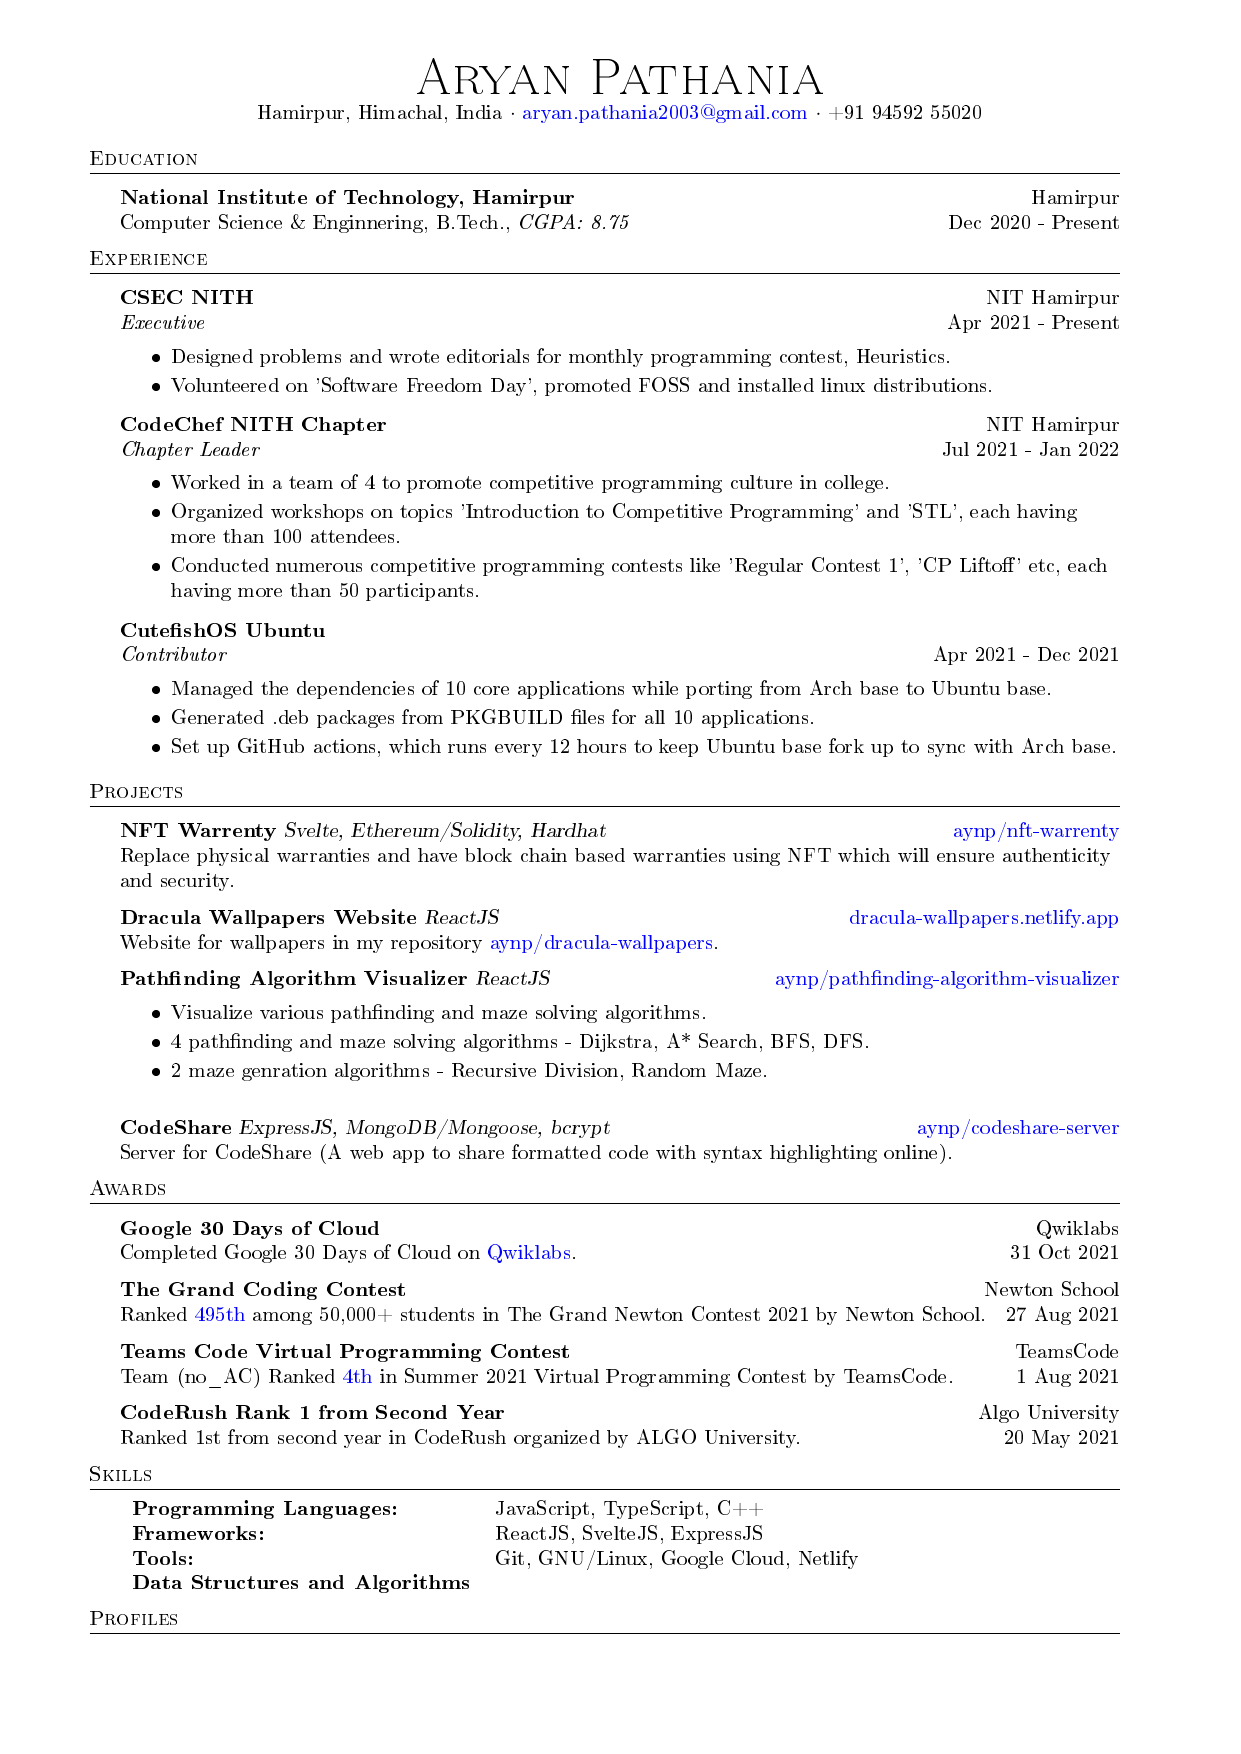 Aryan Pathania
Hamirpur, Himachal, India · aryan.pathania2003@gmail.com · +91 94592 55020
Education
National Institute of Technology, Hamirpur Hamirpur
Computer Science & Enginnering, B.Tech., CGPA: 8.75 Dec 2020 - Present
Experience
CSEC NITH NIT Hamirpur
Executive Apr 2021 - Present
• Designed problems and wrote editorials for monthly programming contest, Heuristics.
• Volunteered on 'Software Freedom Day', promoted FOSS and installed linux distributions.
CodeChef NITH Chapter NIT Hamirpur
Chapter Leader Jul 2021 - Jan 2022
• Worked in a team of 4 to promote competitive programming culture in college.
• Organized workshops on topics 'Introduction to Competitive Programming' and 'STL', each having
more than 100 attendees.
• Conducted numerous competitive programming contests like 'Regular Contest 1', 'CP Liftoff' etc, each
having more than 50 participants.
CutefishOS Ubuntu
Contributor Apr 2021 - Dec 2021
• Managed the dependencies of 10 core applications while porting from Arch base to Ubuntu base.
• Generated .deb packages from PKGBUILD files for all 10 applications.
• Set up GitHub actions, which runs every 12 hours to keep Ubuntu base fork up to sync with Arch base.
Projects
NFT Warrenty Svelte, Ethereum/Solidity, Hardhat aynp/nft-warrenty
Replace physical warranties and have block chain based warranties using NFT which will ensure authenticity
and security.
Dracula Wallpapers Website ReactJS dracula-wallpapers.netlify.app
Website for wallpapers in my repository aynp/dracula-wallpapers.
Pathfinding Algorithm Visualizer ReactJS aynp/pathfinding-algorithm-visualizer
• Visualize various pathfinding and maze solving algorithms.
• 4 pathfinding and maze solving algorithms - Dijkstra, A* Search, BFS, DFS.
• 2 maze genration algorithms - Recursive Division, Random Maze.
CodeShare ExpressJS, MongoDB/Mongoose, bcrypt aynp/codeshare-server
Server for CodeShare (A web app to share formatted code with syntax highlighting online).
Awards
Google 30 Days of Cloud Qwiklabs
Completed Google 30 Days of Cloud on Qwiklabs. 31 Oct 2021
The Grand Coding Contest Newton School
Ranked 495th among 50,000+ students in The Grand Newton Contest 2021 by Newton School. 27 Aug 2021
Teams Code Virtual Programming Contest TeamsCode
Team (no_AC) Ranked 4th in Summer 2021 Virtual Programming Contest by TeamsCode. 1 Aug 2021
CodeRush Rank 1 from Second Year Algo University
Ranked 1st from second year in CodeRush organized by ALGO University. 20 May 2021
Skills
Programming Languages: JavaScript, TypeScript, C++
Frameworks: ReactJS, SvelteJS, ExpressJS
Tools: Git, GNU/Linux, Google Cloud, Netlify
Data Structures and Algorithms
Profiles